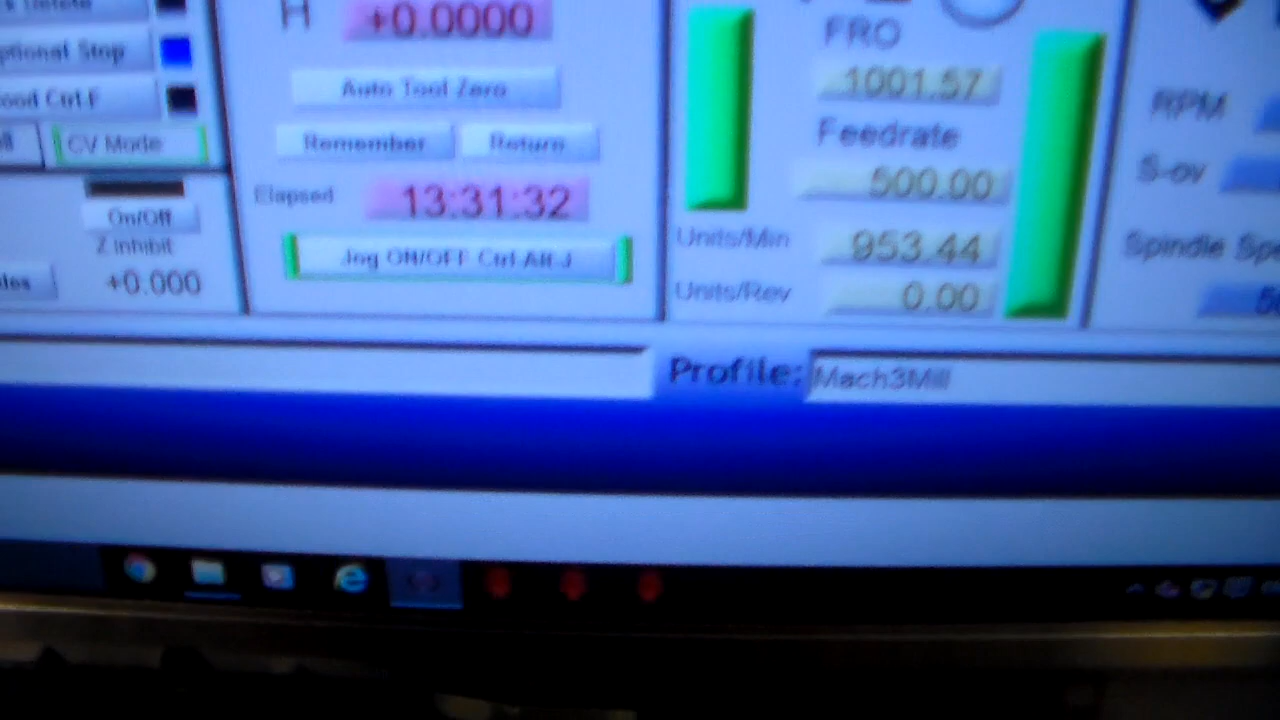 H +0.0000
FRO
Optional Stop
Auto Tool Zero
1001.57
RPM
Ctrl-F
Feedrate
CV Mode
Remember Return
S-ov
500.00
Elapsed 13:31:32
On/Off
Z inhibit
Units/Min 953.44
Spindle
Jog ON/OFF Ctrl-Alt-J
+0.000
Units/Rev 0.00
Profile: Mach3Mill